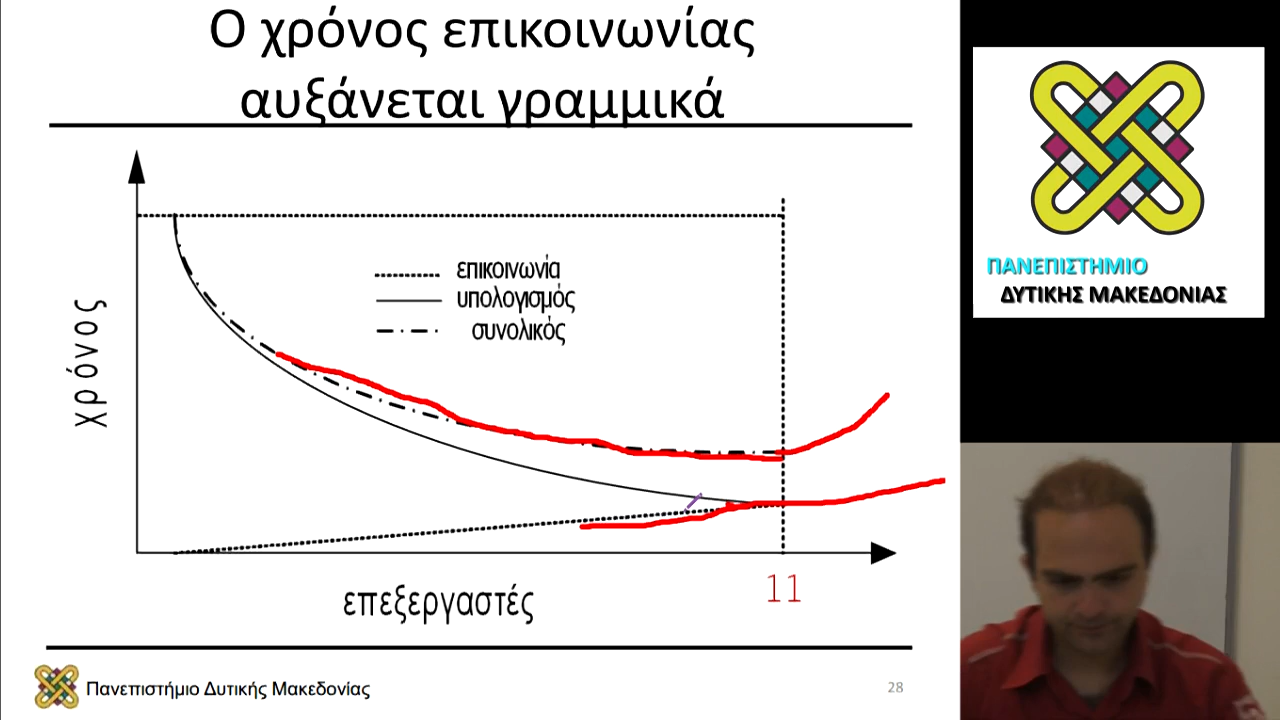 Ο χρόνος επικοινωνίας
αυξάνεται γραμμικά
χρόνος
επικοινωνία
υπολογισμός
συνολικός
11
επεξεργαστές
Πανεπιστήμιο Δυτικής Μακεδονίας
28
ΠΑΝΕΠΙΣΤΗΜΙΟ
ΔΥΤΙΚΗΣ ΜΑΚΕΔΟΝΙΑΣ